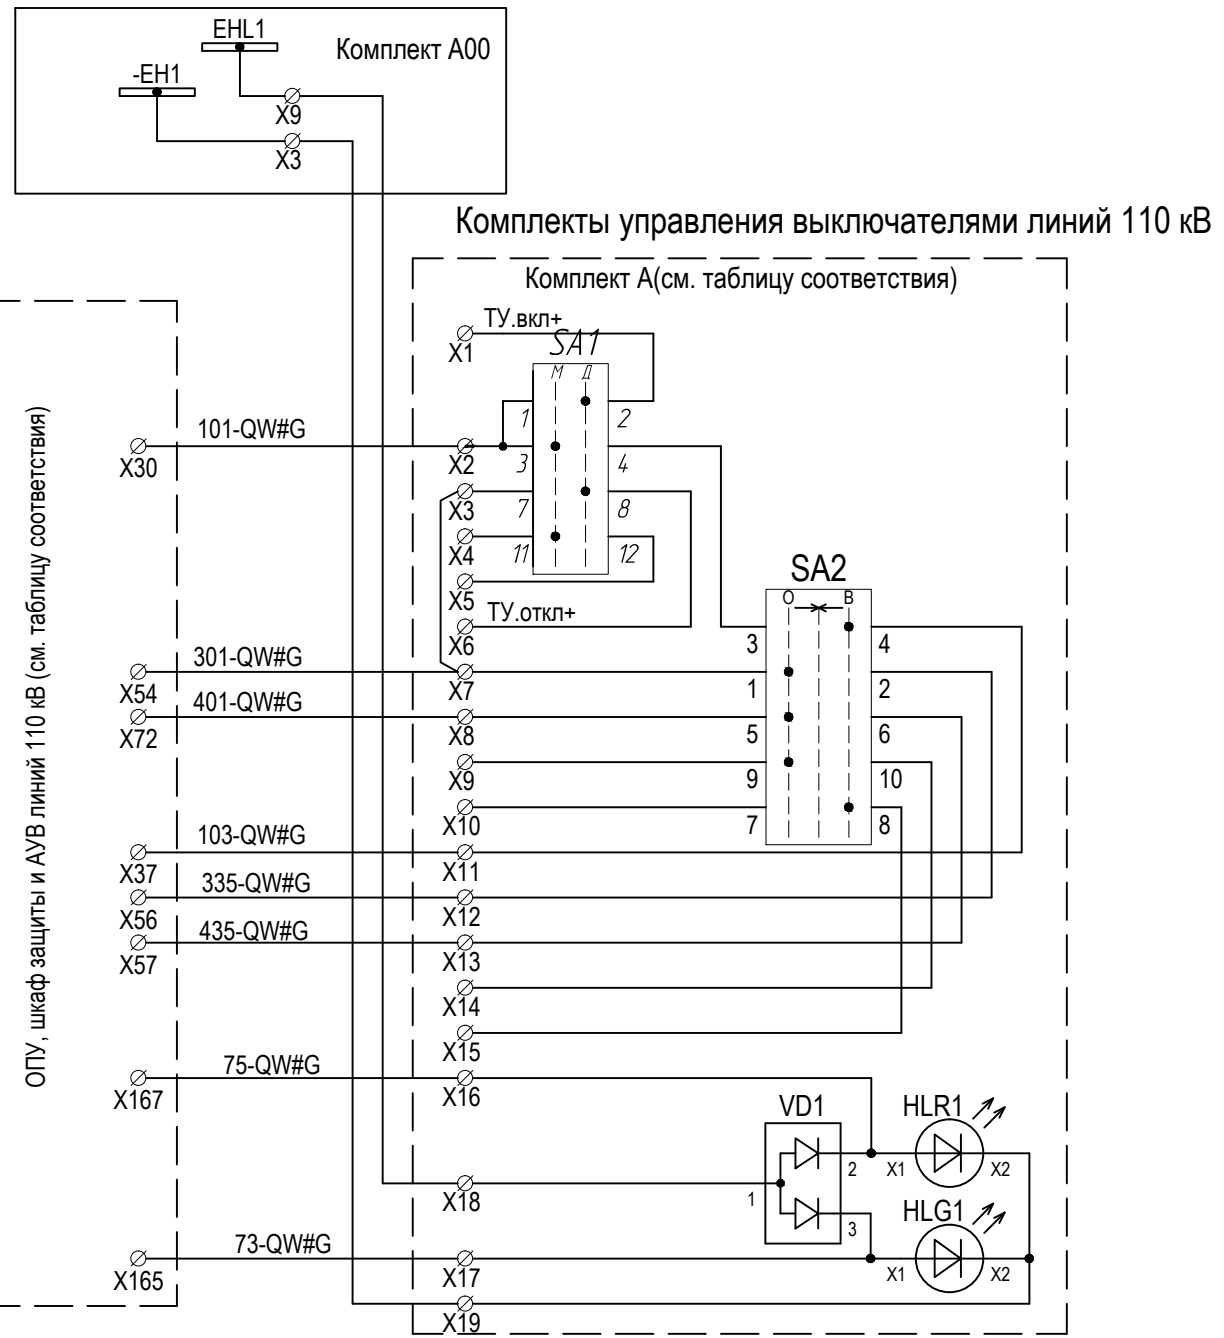 EHL1
Комплект A00
-EH1
X9
X3
Комплекты управления выключателями линий 110 кВ
Комплект А(см. таблицу соответствия)
ОПУ, шкаф защиты и АУВ линий 110 кВ (см. таблицу соответствия)
ТУ.вкл+
X1
SA1
М Д
1 2
101-QW#G
X30
X2
3 4
X3
7 8
X4
11 12
X5
ТУ.откл+
X6
SA2
О В
3 4
301-QW#G
X54
X7
1 2
401-QW#G
X72
X8
5 6
X9
9 10
X10
7 8
103-QW#G
X37
X11
335-QW#G
X56
X12
435-QW#G
X57
X13
X14
X15
75-QW#G
X167
X16
VD1
HLR1
2
X1 X2
1
X18
HLG1
3
73-QW#G
X165
X17
X1 X2
X19